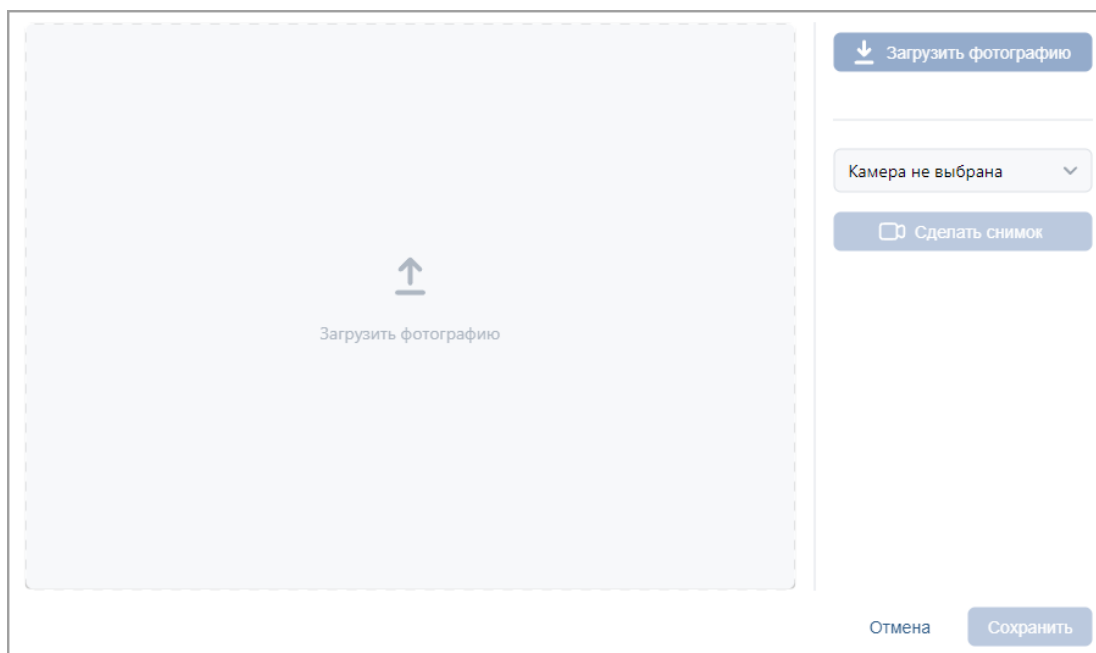 Загрузить фотографию
Загрузить фотографию
Камера не выбрана
Сделать снимок
Отмена
Сохранить